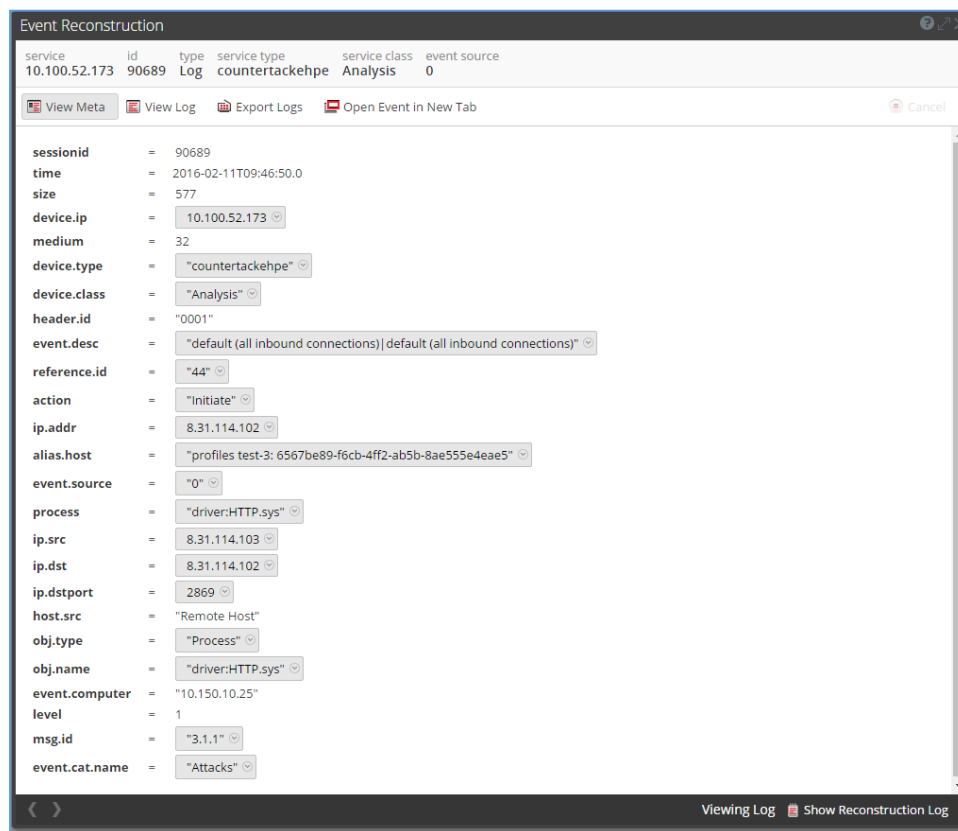 Event Reconstruction
service id type service type service class event source
10.100.52.173 90689 Log countertackehpe Analysis 0
View Meta View Log Export Logs Open Event in New Tab Cancel
sessionid = 90689
time = 2016-02-11T09:46:50.0
size = 577
device.ip = 10.100.52.173
medium = 32
device.type = "countertackehpe"
device.class = "Analysis"
header.id = "0001"
event.desc = "default (all inbound connections)|default (all inbound connections)"
reference.id = "44"
action = "Initiate"
ip.addr = 8.31.114.102
alias.host = "profiles test-3: 6567be89-f6cb-4ff2-ab5b-8ae555e4eae5"
event.source = "0"
process = "driver:HTTP.sys"
ip.src = 8.31.114.103
ip.dst = 8.31.114.102
ip.dstport = 2869
host.src = "Remote Host"
obj.type = "Process"
obj.name = "driver:HTTP.sys"
event.computer = "10.150.10.25"
level = 1
msg.id = "3.1.1"
event.cat.name = "Attacks"
Viewing Log Show Reconstruction Log